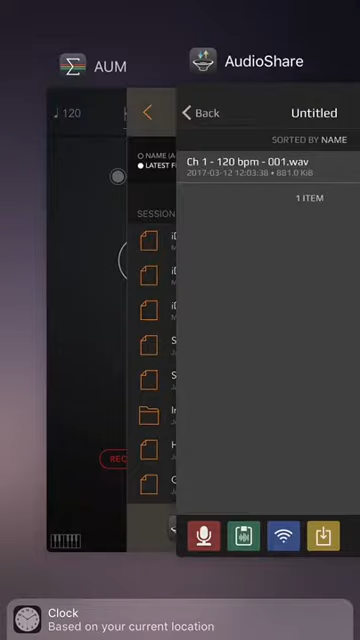 AUM
AudioShare
120
Back
Untitled
SORTED BY NAME
NAME (A
LATEST F
Ch 1 - 120 bpm - 001.wav
2017-03-12 12:03:38 • 881.0 KiB
1 ITEM
SESSION
REC
Clock
Based on your current location